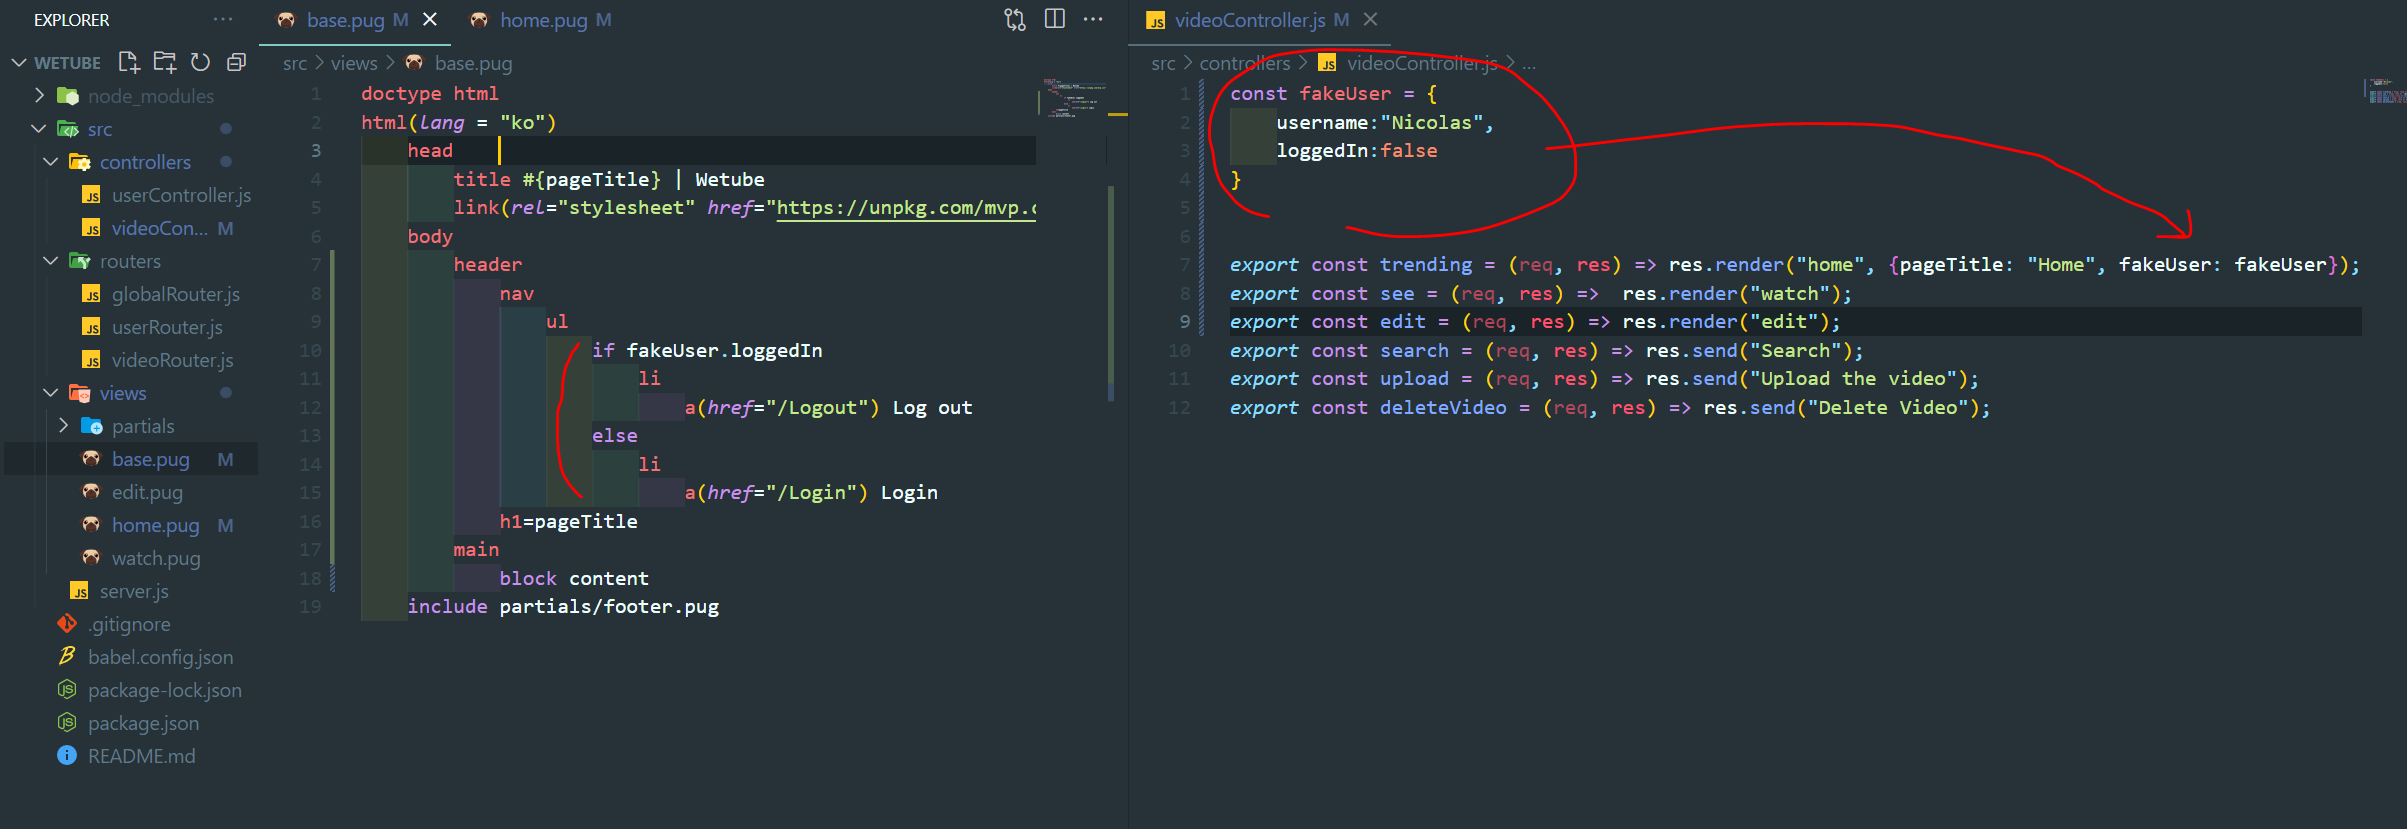 EXPLORER
WETUBE
node_modules
src
controllers
userController.js
videoCon... M
routers
globalRouter.js
userRouter.js
videoRouter.js
views
partials
base.pug M
edit.pug
home.pug M
watch.pug
server.js
.gitignore
babel.config.json
package-lock.json
package.json
README.md
base.pug M
home.pug M
src > views > base.pug
1 doctype html
2 html(lang = "ko")
3 head
4 title #{pageTitle} | Wetube
5 link(rel="stylesheet" href="https://unpkg.com/mvp.c
6 body
7 header
8 nav
9 ul
10 if fakeUser.loggedIn
11 li
12 a(href="/Logout") Log out
13 else
14 li
15 a(href="/Login") Login
16 h1=pageTitle
17 main
18 block content
19 include partials/footer.pug
JS videoController.js M
src > controllers > JS videoController.js > ...
1 const fakeUser = {
2 username:"Nicolas",
3 loggedIn:false
4 }
5
6
7 export const trending = (req, res) => res.render("home", {pageTitle: "Home", fakeUser: fakeUser});
8 export const see = (req, res) =>  res.render("watch");
9 export const edit = (req, res) => res.render("edit");
10 export const search = (req, res) => res.send("Search");
11 export const upload = (req, res) => res.send("Upload the video");
12 export const deleteVideo = (req, res) => res.send("Delete Video");